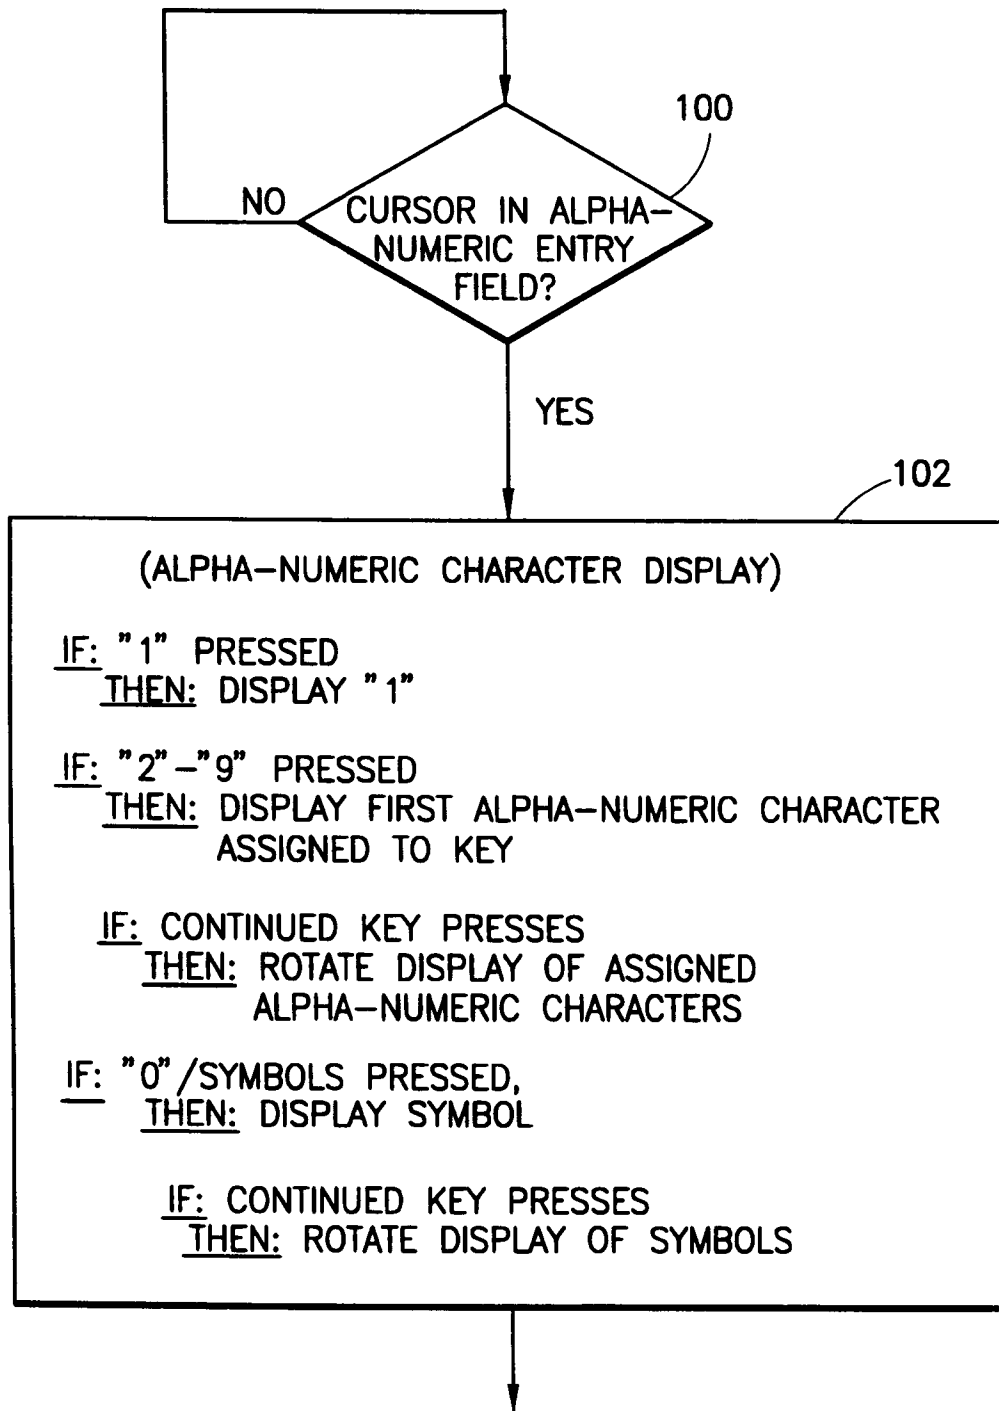 100
NO
CURSOR IN ALPHA-
NUMERIC ENTRY
FIELD?
YES
102
(ALPHA-NUMERIC CHARACTER DISPLAY)
IF: "1" PRESSED
THEN: DISPLAY "1"
IF: "2"-"9" PRESSED
THEN: DISPLAY FIRST ALPHA-NUMERIC CHARACTER
ASSIGNED TO KEY
IF: CONTINUED KEY PRESSES
THEN: ROTATE DISPLAY OF ASSIGNED
ALPHA-NUMERIC CHARACTERS
IF: "0"/SYMBOLS PRESSED,
THEN: DISPLAY SYMBOL
IF: CONTINUED KEY PRESSES
THEN: ROTATE DISPLAY OF SYMBOLS